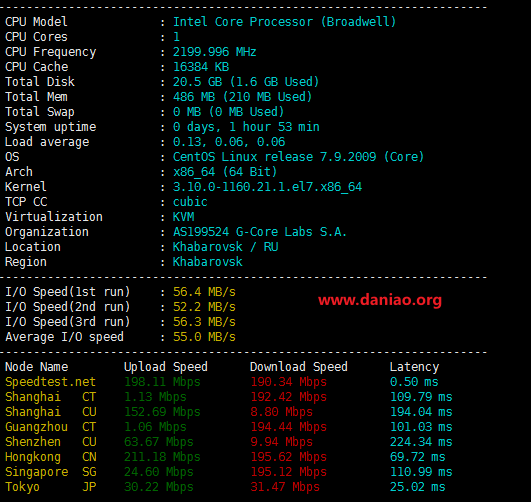 CPU Model : Intel Core Processor (Broadwell)
CPU Cores : 1
CPU Frequency : 2199.996 MHz
CPU Cache : 16384 KB
Total Disk : 20.5 GB (1.6 GB Used)
Total Mem : 486 MB (210 MB Used)
Total Swap : 0 MB (0 MB Used)
System uptime : 0 days, 1 hour 53 min
Load average : 0.13, 0.06, 0.06
OS : CentOS Linux release 7.9.2009 (Core)
Arch : x86_64 (64 Bit)
Kernel : 3.10.0-1160.21.1.el7.x86_64
TCP CC : cubic
Virtualization : KVM
Organization : AS199524 G-Core Labs S.A.
Location : Khabarovsk / RU
Region : Khabarovsk
I/O Speed(1st run) : 56.4 MB/s
I/O Speed(2nd run) : 52.2 MB/s
www.daniao.org
I/O Speed(3rd run) : 56.3 MB/s
Average I/O speed : 55.0 MB/s
Node Name Upload Speed Download Speed Latency
Speedtest.net 198.11 Mbps 190.34 Mbps 0.50 ms
Shanghai CT 1.13 Mbps 192.42 Mbps 109.79 ms
Shanghai CU 152.69 Mbps 8.80 Mbps 194.04 ms
Guangzhou CT 1.06 Mbps 194.44 Mbps 101.03 ms
Shenzhen CU 63.67 Mbps 9.94 Mbps 224.34 ms
Hongkong CN 211.18 Mbps 195.62 Mbps 69.72 ms
Singapore SG 24.60 Mbps 195.12 Mbps 110.99 ms
Tokyo JP 30.22 Mbps 31.47 Mbps 25.02 ms